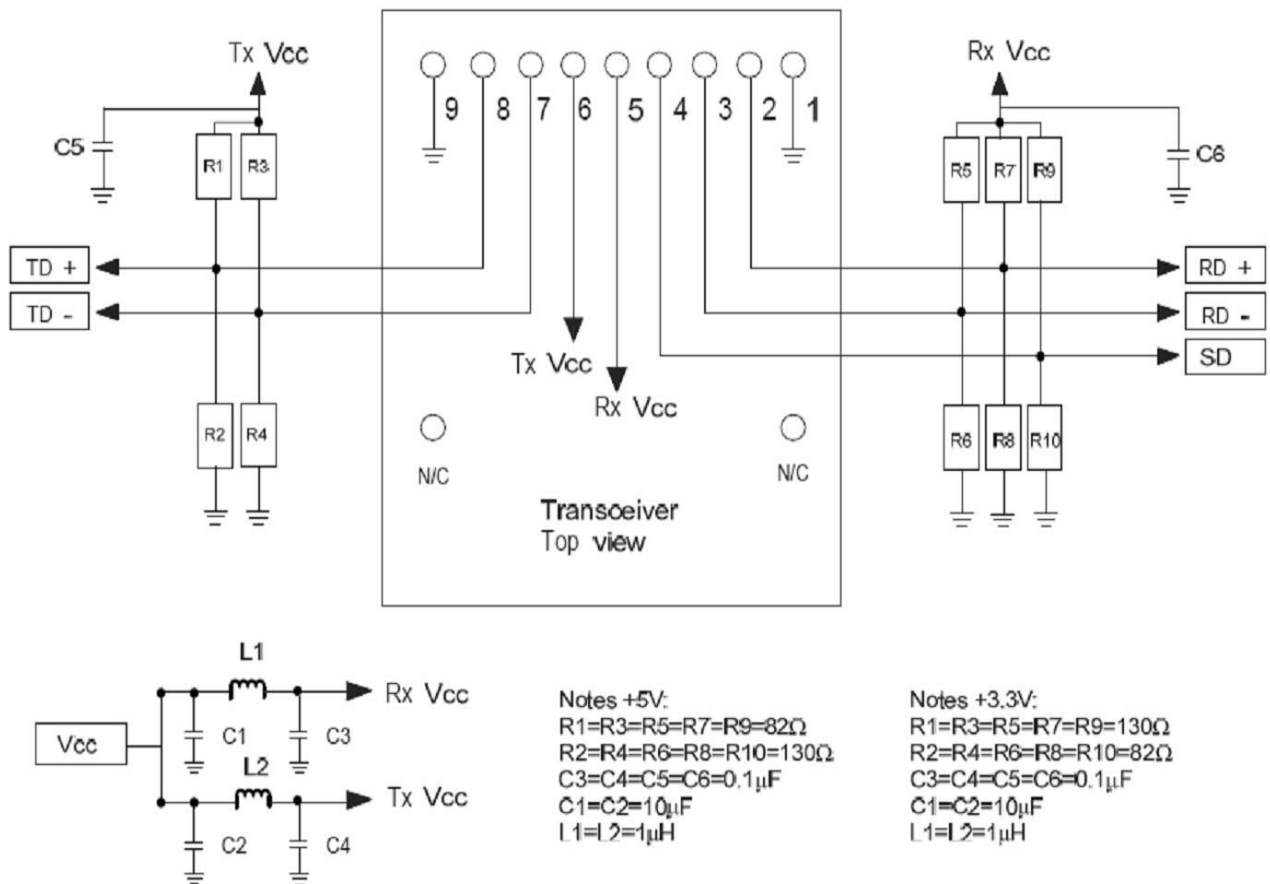 Tx Vcc
Rx Vcc
9 8 7 6 5 4 3 2 1
C5
R1
R3
R5
R7
R9
C6
TD +
RD +
TD -
RD -
SD
Tx Vcc
Rx Vcc
R2
R4
R6
R8
R10
N/C
N/C
Transceiver
Top view
L1
Rx Vcc
Vcc
C1
C3
L2
Tx Vcc
C2
C4
Notes +5V:
R1=R3=R5=R7=R9=82Ω
R2=R4=R6=R8=R10=130Ω
C3=C4=C5=C6=0.1μF
C1=C2=10μF
L1=L2=1μH
Notes +3.3V:
R1=R3=R5=R7=R9=130Ω
R2=R4=R6=R8=R10=82Ω
C3=C4=C5=C6=0.1μF
C1=C2=10μF
L1=L2=1μH